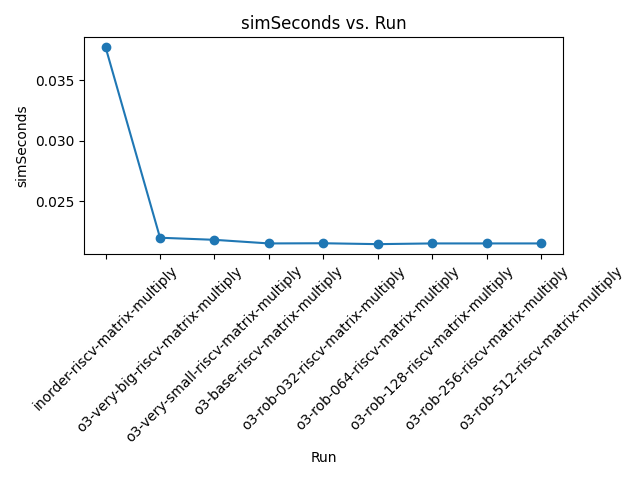 simSeconds vs. Run
simSeconds
0.035
0.030
0.025
inorder-riscv-matrix-multiply
o3-very-big-riscv-matrix-multiply
o3-very-small-riscv-matrix-multiply
o3-base-riscv-matrix-multiply
o3-rob-032-riscv-matrix-multiply
o3-rob-064-riscv-matrix-multiply
o3-rob-128-riscv-matrix-multiply
o3-rob-256-riscv-matrix-multiply
o3-rob-512-riscv-matrix-multiply
Run